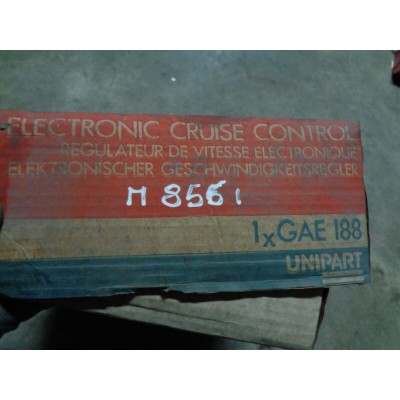 ELECTRONIC CRUISE CONTROL
REGULATEUR DE VITESSE ELECTRONIQUE
ELEKTRONISCHER GESCHWINDIGKEITSREGLER
M 8561
1xGAE 188
UNIPART